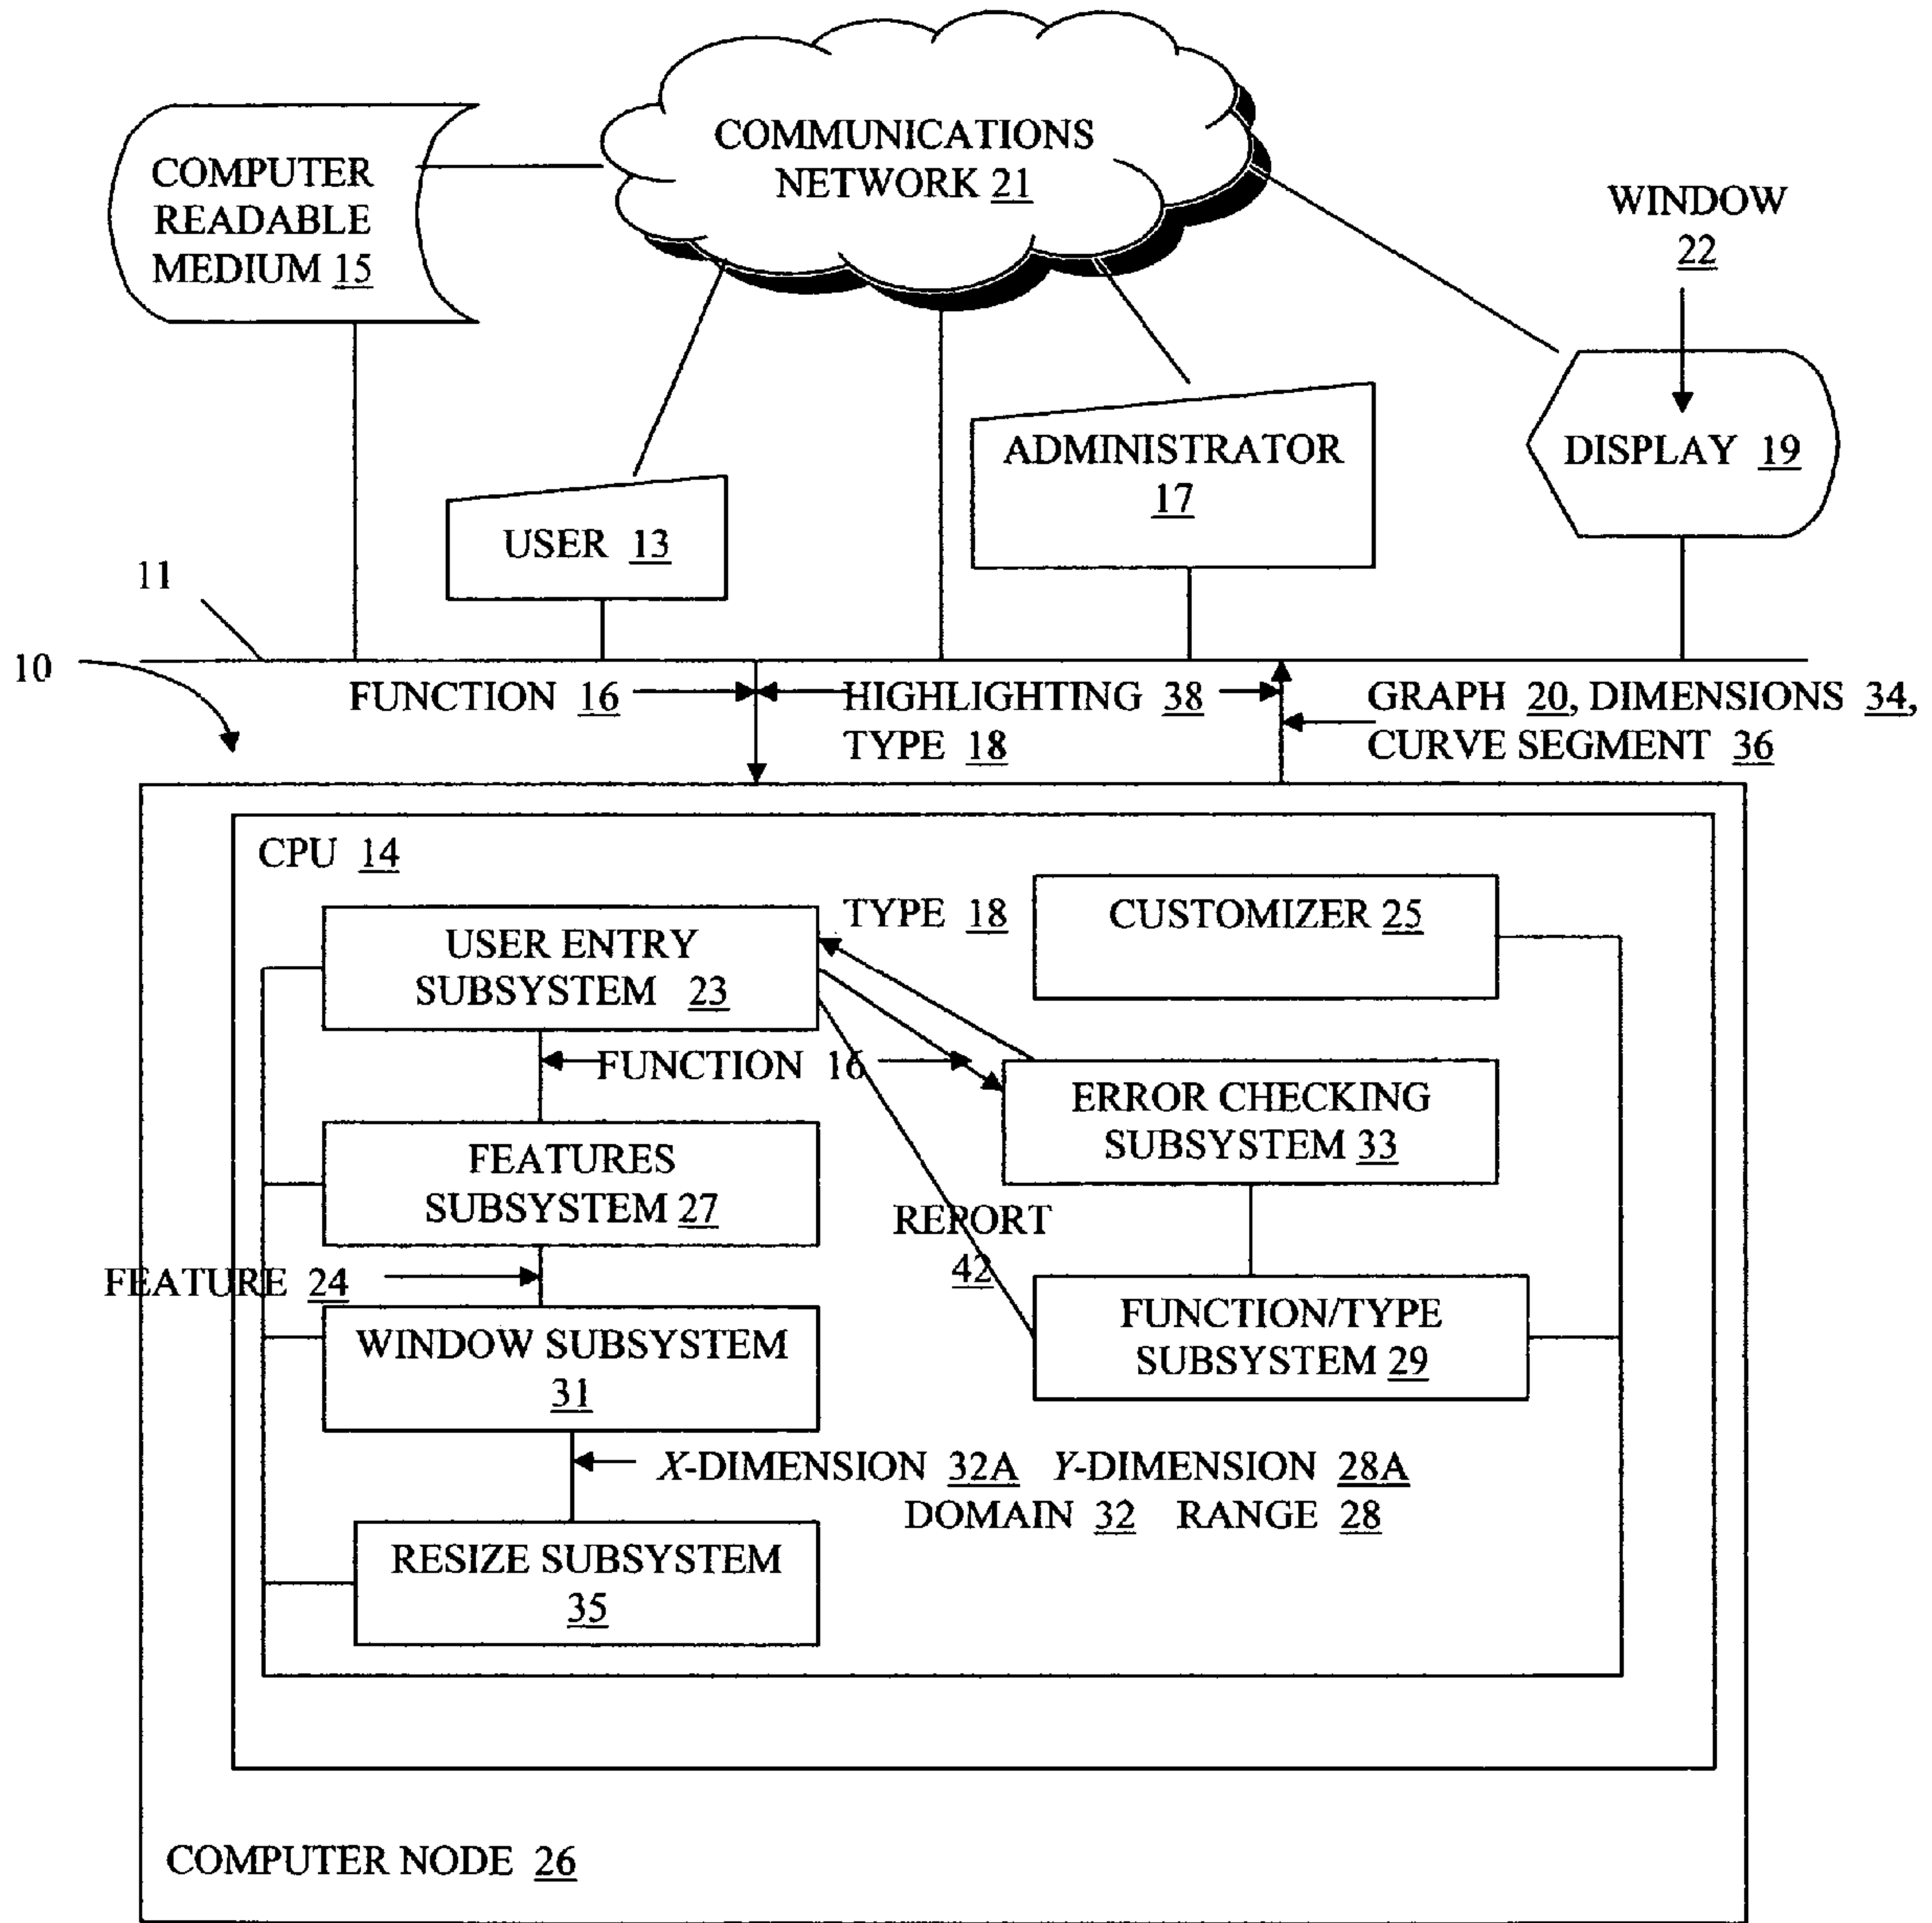 COMMUNICATIONS
NETWORK 21
COMPUTER
READABLE
MEDIUM 15
WINDOW
22
ADMINISTRATOR
17
DISPLAY 19
USER 13
11
10
FUNCTION 16
HIGHLIGHTING 38
TYPE 18
GRAPH 20, DIMENSIONS 34,
CURVE SEGMENT 36
CPU 14
USER ENTRY
SUBSYSTEM 23
TYPE 18
CUSTOMIZER 25
FUNCTION 16
ERROR CHECKING
SUBSYSTEM 33
FEATURES
SUBSYSTEM 27
REPORT
42
FEATURE 24
FUNCTION/TYPE
SUBSYSTEM 29
WINDOW SUBSYSTEM
31
X-DIMENSION 32A Y-DIMENSION 28A
DOMAIN 32 RANGE 28
RESIZE SUBSYSTEM
35
COMPUTER NODE 26